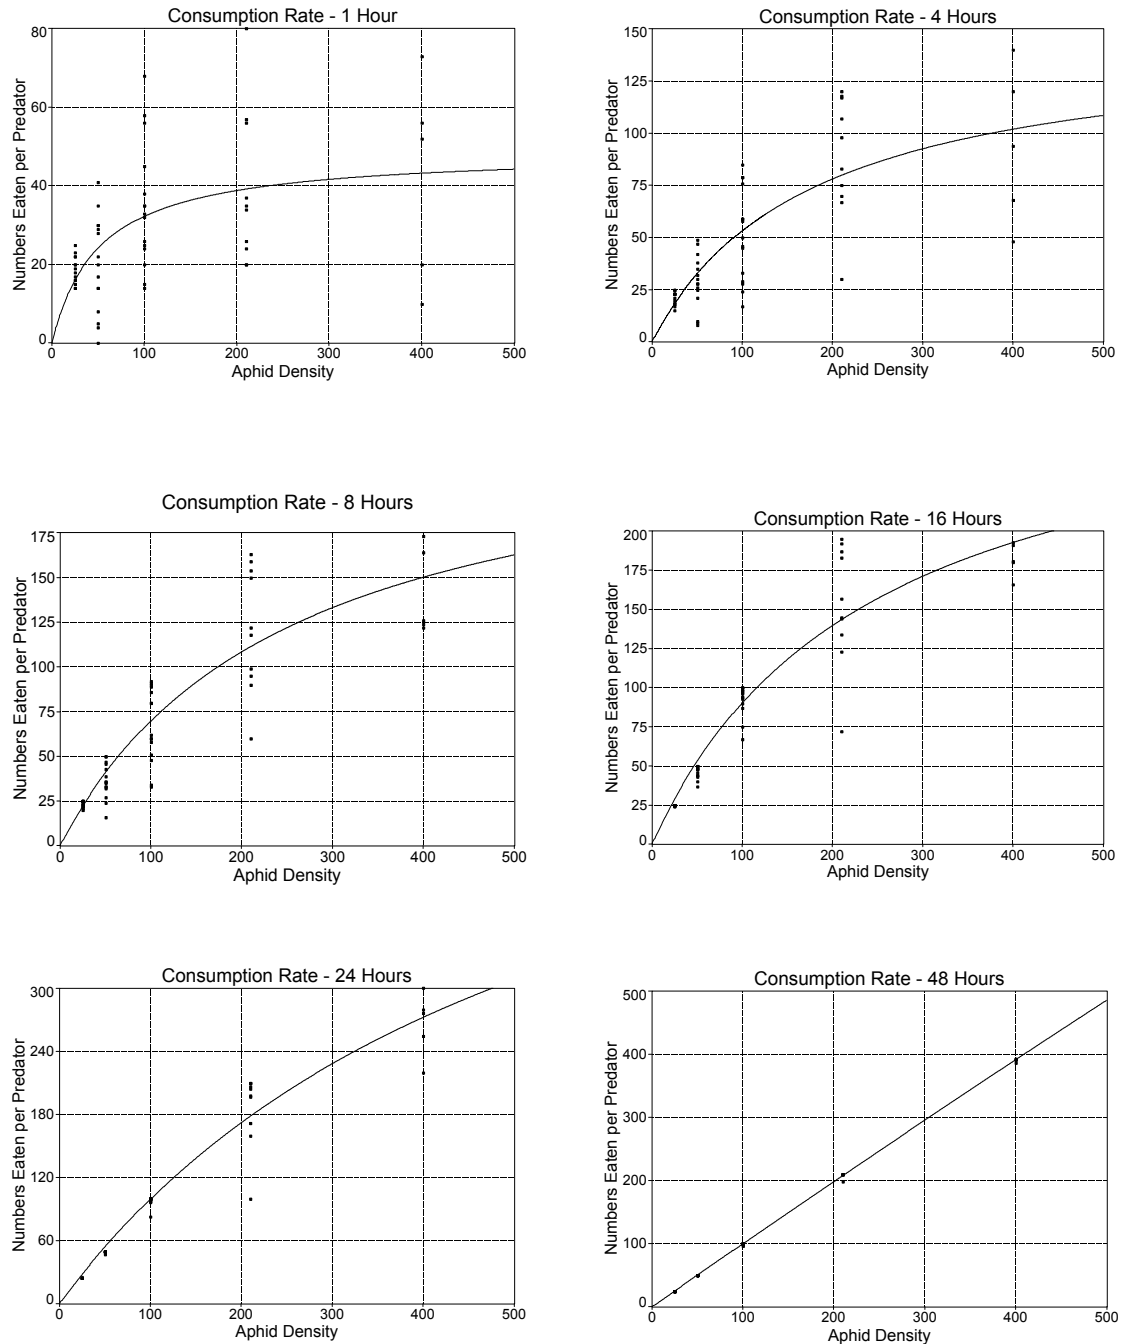 Consumption Rate - 1 Hour
Numbers Eaten per Predator
80
60
40
20
0
0 100 200 300 400 500
Aphid Density
Consumption Rate - 4 Hours
Numbers Eaten per Predator
150
125
100
75
50
25
0
0 100 200 300 400 500
Aphid Density
Consumption Rate - 8 Hours
Numbers Eaten per Predator
175
150
125
100
75
50
25
0
0 100 200 300 400 500
Aphid Density
Consumption Rate - 16 Hours
Numbers Eaten per Predator
200
175
150
125
100
75
50
25
0
0 100 200 300 400 500
Aphid Density
Consumption Rate - 24 Hours
Numbers Eaten per Predator
300
240
180
120
60
0
0 100 200 300 400 500
Aphid Density
Consumption Rate - 48 Hours
Numbers Eaten per Predator
500
400
300
200
100
0
0 100 200 300 400 500
Aphid Density